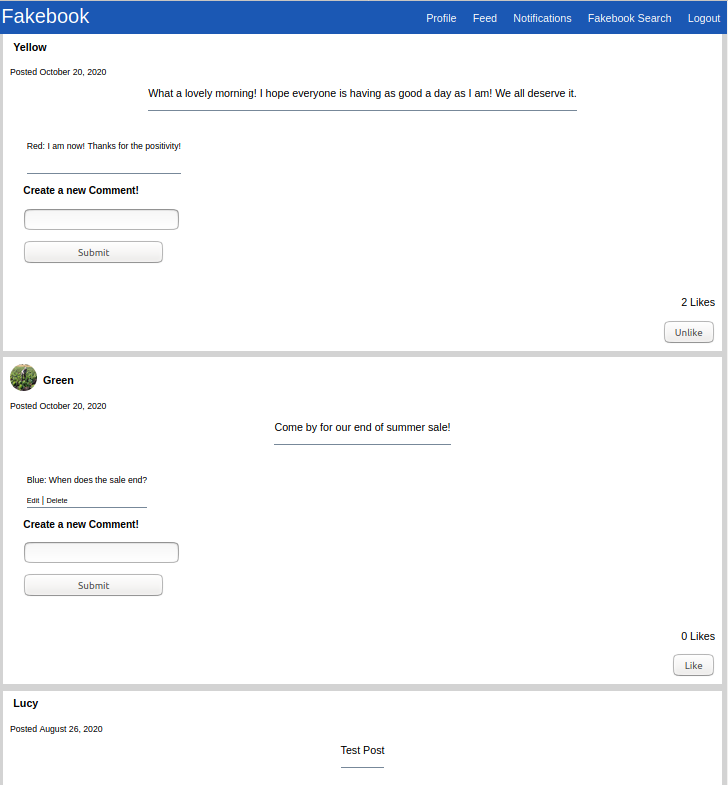 Fakebook
Profile Feed Notifications Fakebook Search Logout
Yellow
Posted October 20, 2020
What a lovely morning! I hope everyone is having as good a day as I am! We all deserve it.
Red: I am now! Thanks for the positivity!
Create a new Comment!
Submit
2 Likes
Unlike
Green
Posted October 20, 2020
Come by for our end of summer sale!
Blue: When does the sale end?
Edit | Delete
Create a new Comment!
Submit
0 Likes
Like
Lucy
Posted August 26, 2020
Test Post